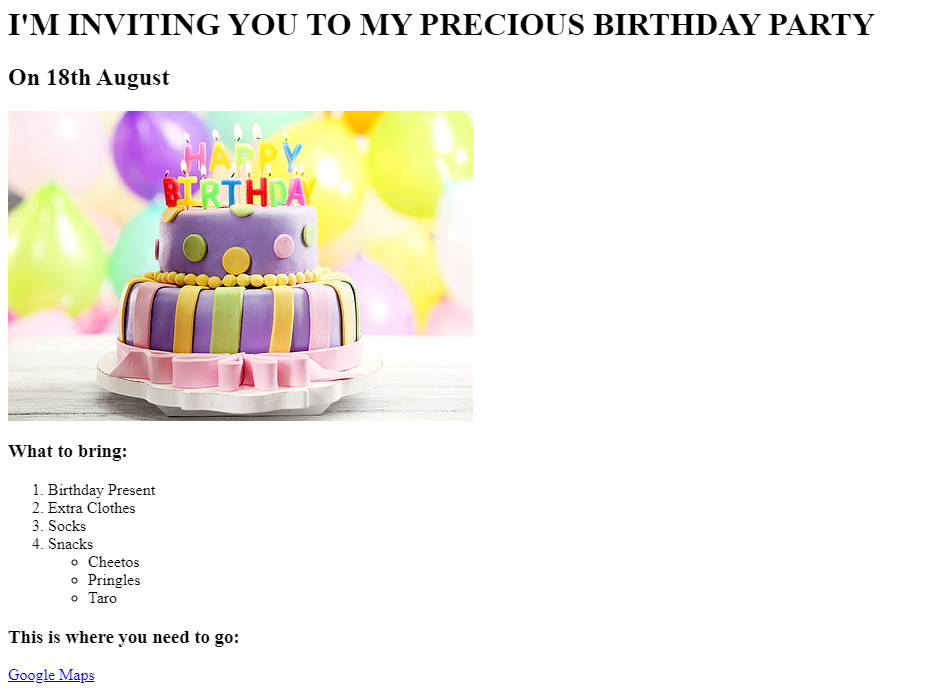 I'M INVITING YOU TO MY PRECIOUS BIRTHDAY PARTY
On 18th August
HAPPY
BIRTHDAY
What to bring:
1. Birthday Present
2. Extra Clothes
3. Socks
4. Snacks
Cheetos
Pringles
Taro
This is where you need to go:
Google Maps